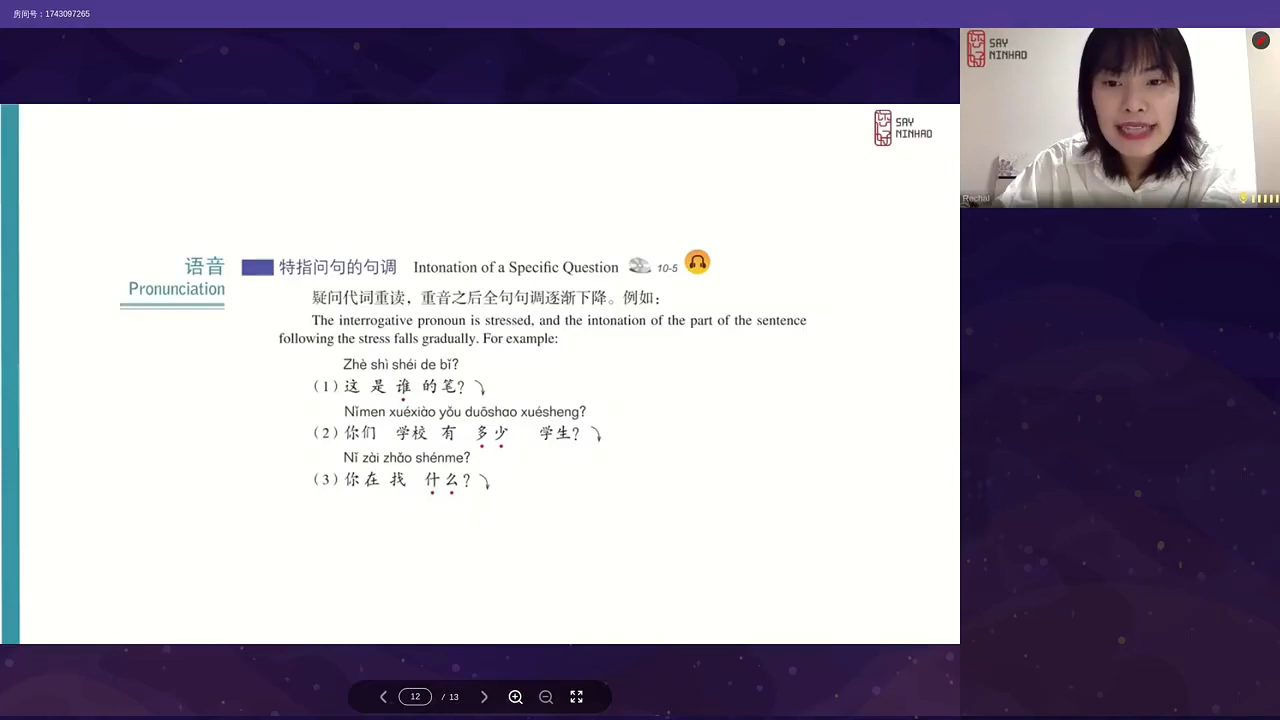 房间号：1743097265
SAY
NINHAO
SAY
NINHAO
Rechal
语音
Pronunciation
特指问句的句调 Intonation of a Specific Question 10-5
疑问代词重读，重音之后全句句调逐渐下降。例如：
The interrogative pronoun is stressed, and the intonation of the part of the sentence
following the stress falls gradually. For example:
Zhè shì shéi de bǐ?
（1）这 是 谁 的 笔？
Nǐmen xuéxiào yǒu duōshao xuésheng?
（2）你们 学校 有 多少 学生？
Nǐ zài zhǎo shénme?
（3）你 在 找 什么？
12 / 13